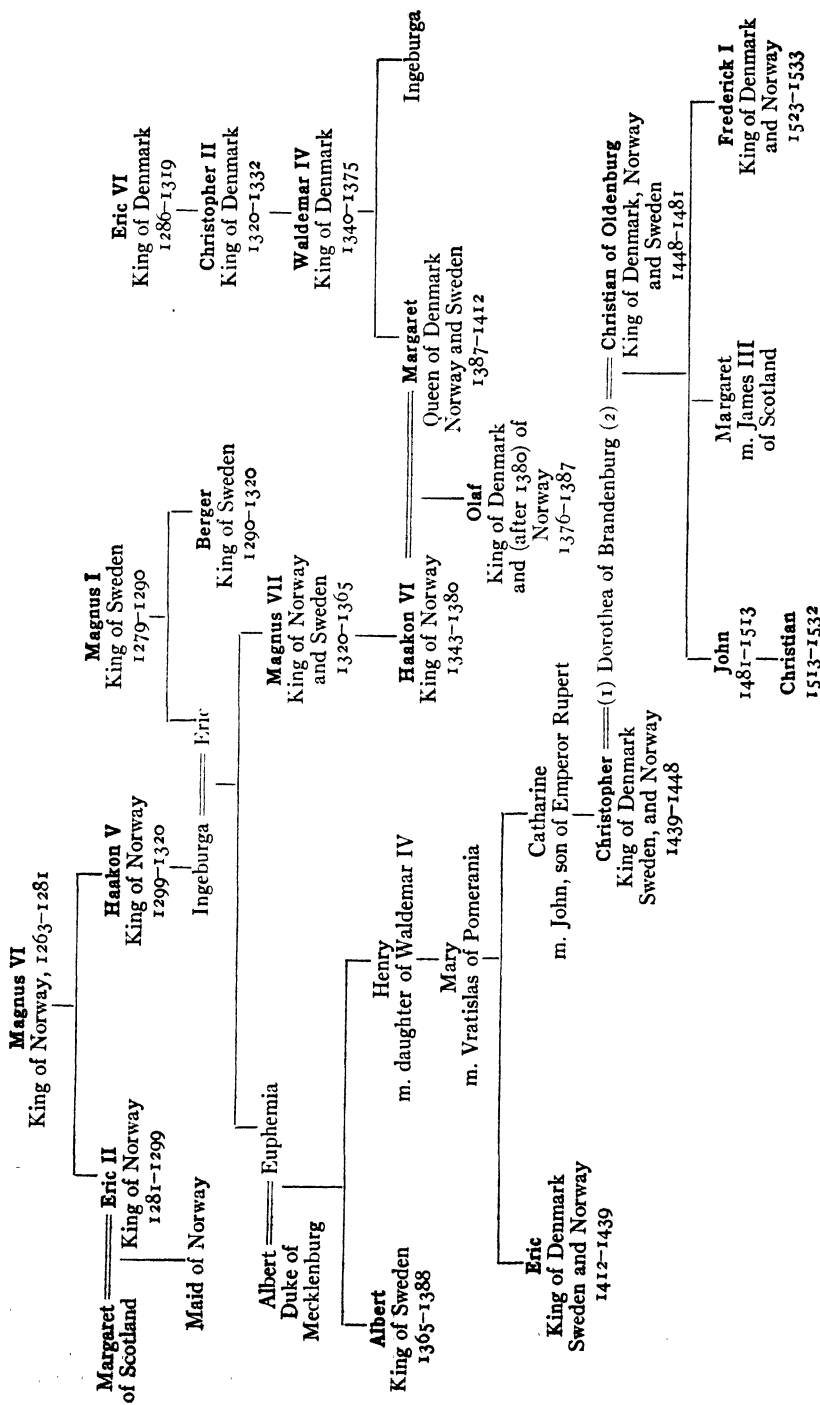 Magnus VI
King of Norway, 1263–1281
Margaret
of Scotland
Eric II
King of Norway
1281–1299
Maid of Norway
Haakon V
King of Norway
1299–1320
Ingeburga
Eric
Magnus I
King of Sweden
1279–1290
Berger
King of Sweden
1290–1320
Eric VI
King of Denmark
1286–1319
Christopher II
King of Denmark
1320–1332
Waldemar IV
King of Denmark
1340–1375
Albert
Duke of
Mecklenburg
Euphemia
Magnus VII
King of Norway
and Sweden
1320–1365
Albert
King of Sweden
1365–1388
Henry
m. daughter of Waldemar IV
Haakon VI
King of Norway
1343–1380
Margaret
Queen of Denmark
Norway and Sweden
1387–1412
Ingeburga
Mary
m. Vratislas of Pomerania
Olaf
King of Denmark
and (after 1380) of
Norway
1376–1387
Eric
King of Denmark
Sweden and Norway
1412–1439
Catharine
m. John, son of Emperor Rupert
Christopher
King of Denmark
Sweden, and Norway
1439–1448
(1) Dorothea of Brandenburg (2)
Christian of Oldenburg
King of Denmark, Norway
and Sweden
1448–1481
John
1481–1513
Christian
1513–1532
Margaret
m. James III
of Scotland
Frederick I
King of Denmark
and Norway
1523–1533